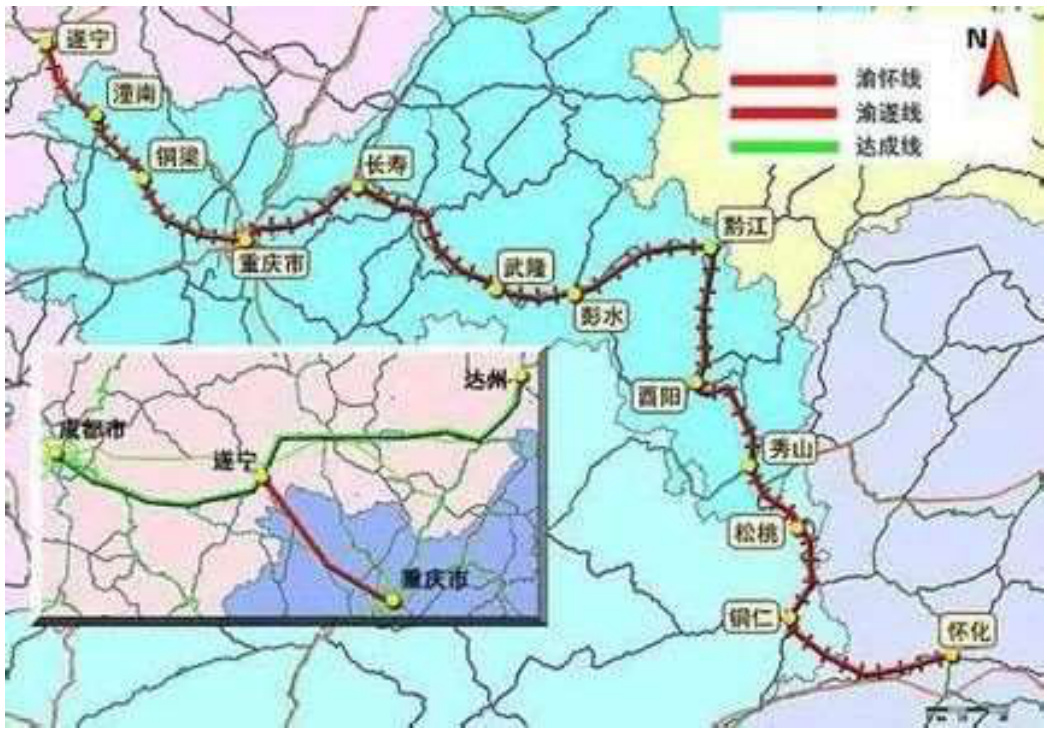 遂宁
潼南
铜梁
重庆市
长寿
武隆
彭水
黔江
酉阳
秀山
松桃
铜仁
怀化
N
渝怀线
渝遂线
达成线
达州
成都市
遂宁
重庆市